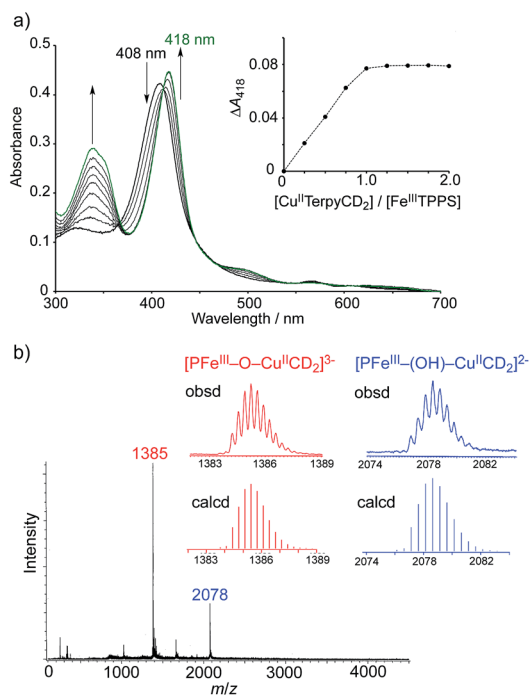 a)
0.5
0.4
0.3
0.2
0.1
0
Absorbance
408 nm
418 nm
300
400
500
600
700
Wavelength / nm
0.08
0.04
0
ΔA₄₁₈
0
1.0
2.0
[CuᴵᴵTerpyCD₂] / [FeᴵᴵᴵTPPS]
b)
[PFeᴵᴵᴵ–O–CuᴵᴵCD₂]³⁻
[PFeᴵᴵᴵ–(OH)–CuᴵᴵCD₂]²⁻
obsd
obsd
1383
1386
1389
2074
2078
2082
calcd
calcd
1383
1386
1389
2074
2078
2082
1385
2078
Intensity
0
1000
2000
3000
4000
m/z